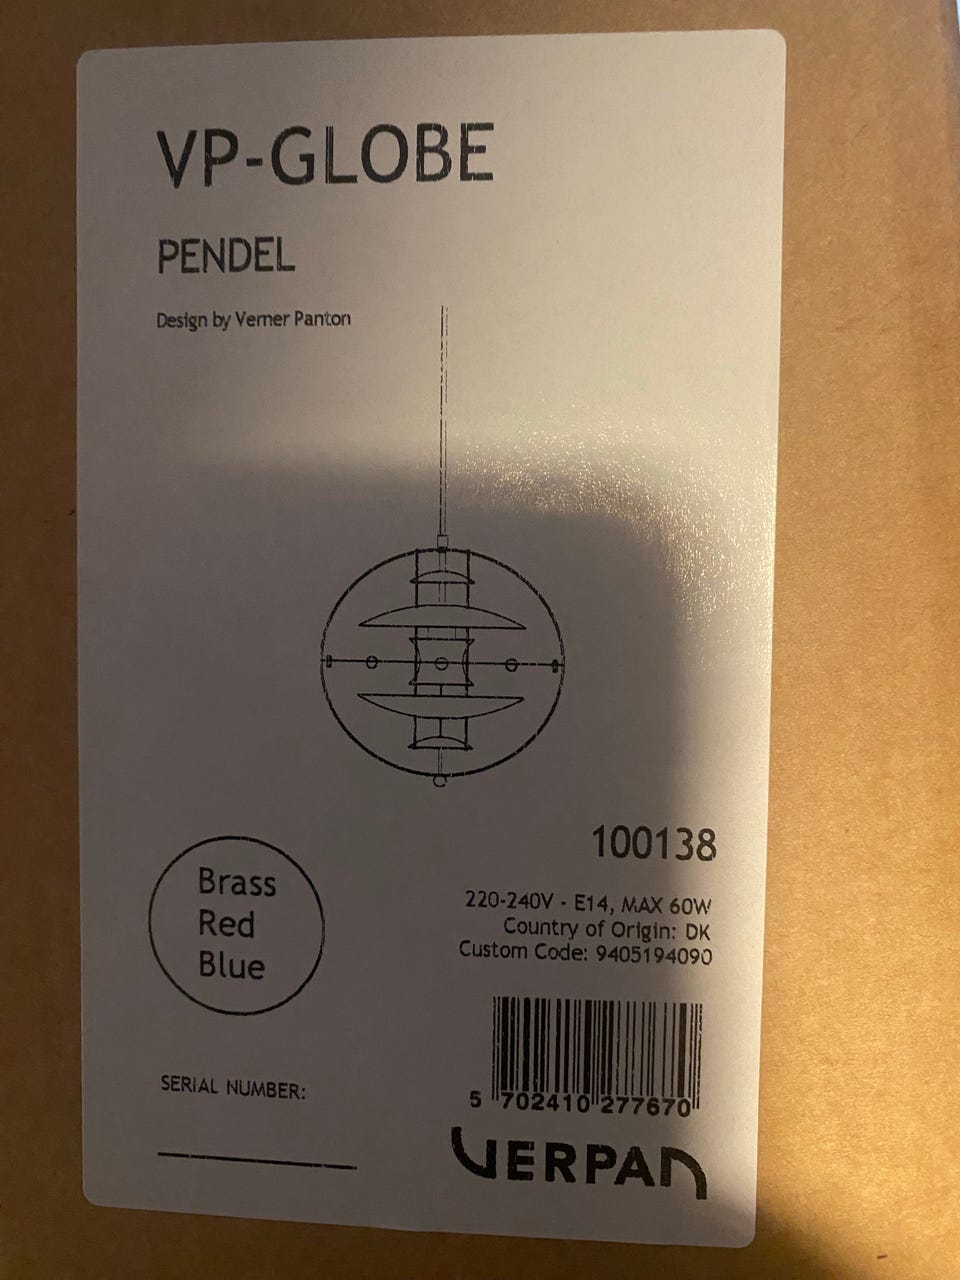 VP-GLOBE
PENDEL
Design by Verner Panton
100138
Brass
Red
Blue
220-240V - E14, MAX 60W
Country of Origin: DK
Custom Code: 9405194090
SERIAL NUMBER:
5 702410 277670
VERPAN